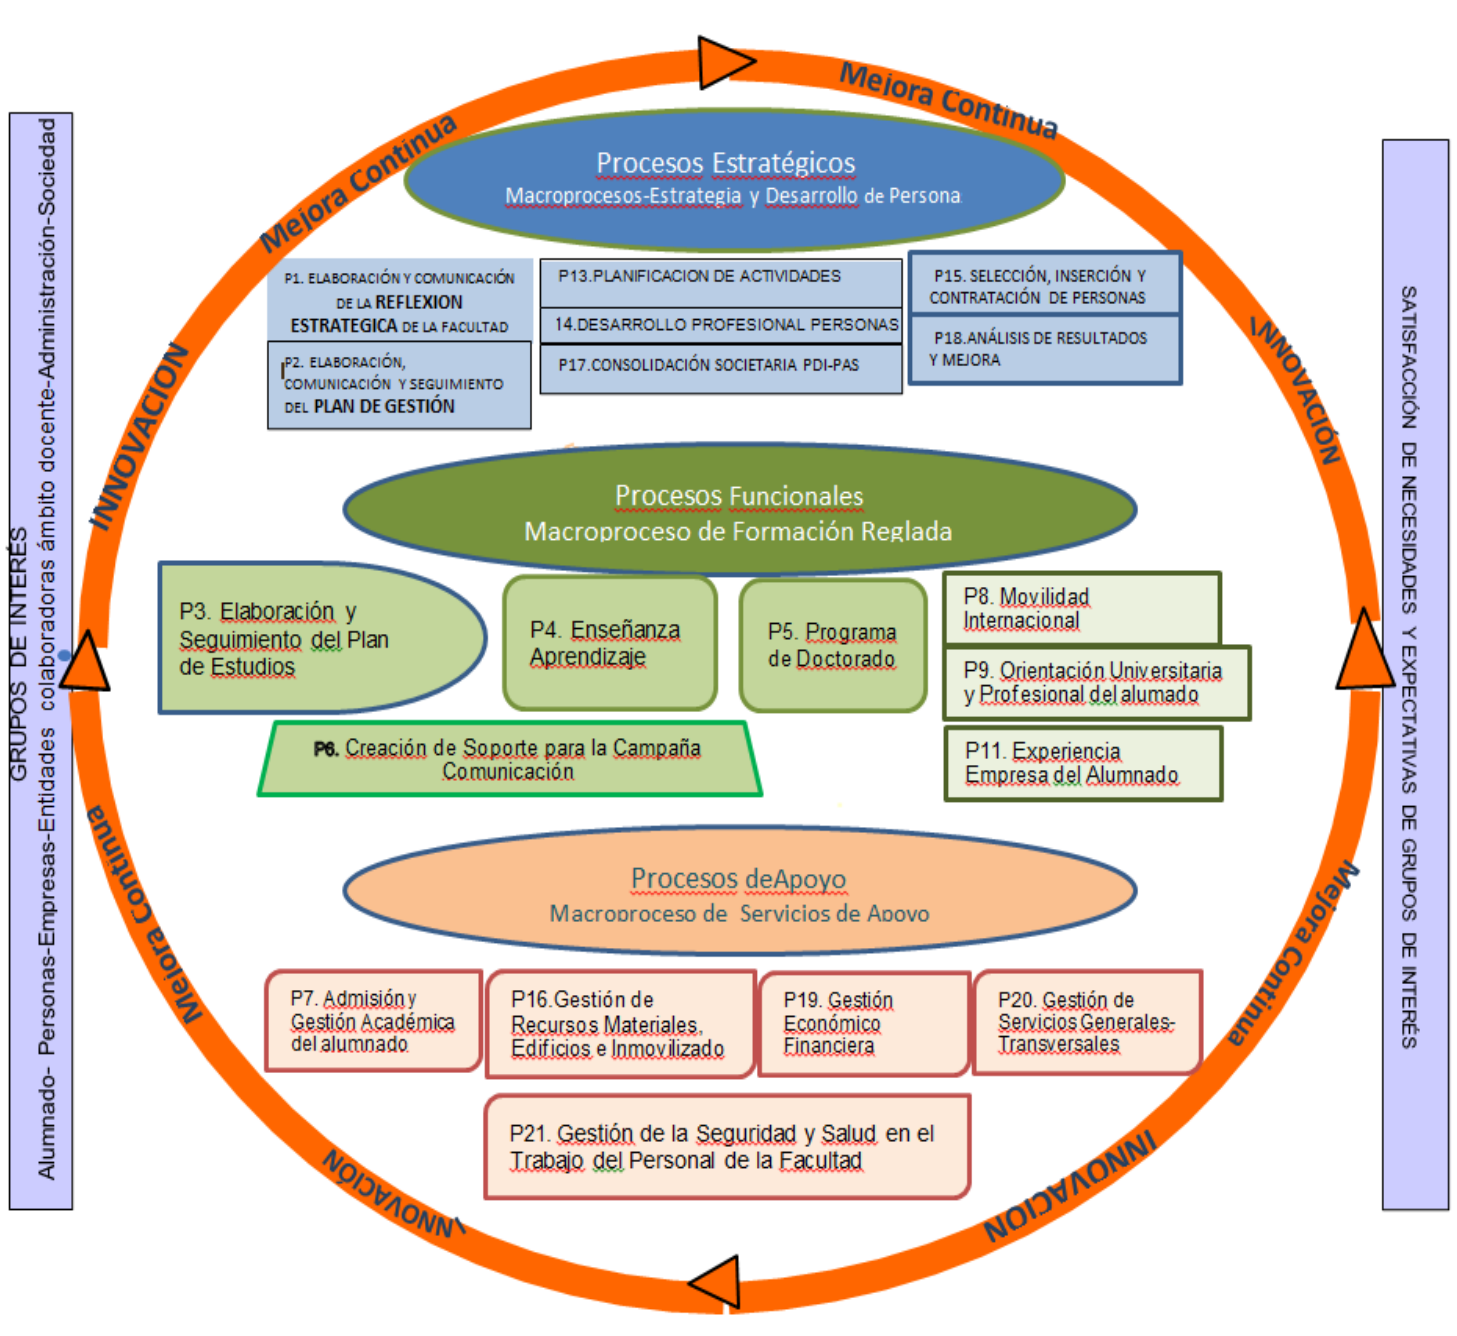 Mejora Continua
Mejora Continua
INNOVACION
INNOVACIÓN
GRUPOS DE INTERÉS
Alumnado- Personas-Empresas-Entidades colaboradoras ámbito docente-Administración-Sociedad
Procesos Estratégicos
Macroprocesos-Estrategia y Desarrollo de Persona
P1. ELABORACIÓN Y COMUNICACIÓN
DE LA REFLEXION
ESTRATEGICA DE LA FACULTAD
P2. ELABORACIÓN,
COMUNICACIÓN Y SEGUIMIENTO
DEL PLAN DE GESTIÓN
P13.PLANIFICACION DE ACTIVIDADES
14.DESARROLLO PROFESIONAL PERSONAS
P17.CONSOLIDACIÓN SOCIETARIA PDI-PAS
P15. SELECCIÓN, INSERCIÓN Y
CONTRATACIÓN DE PERSONAS
P18.ANÁLISIS DE RESULTADOS
Y MEJORA
Procesos Funcionales
Macroproceso de Formación Reglada
P3. Elaboración y
Seguimiento del Plan
de Estudios
P4. Enseñanza
Aprendizaje
P5. Programa
de Doctorado
P8. Movilidad
Internacional
P9. Orientación Universitaria
y Profesional del alumado
P11. Experiencia
Empresa del Alumnado
P6. Creación de Soporte para la Campaña
Comunicación
Procesos deApoyo
Macroproceso de Servicios de Apoyo
P7. Admisión y
Gestión Académica
del alumnado
P16.Gestión de
Recursos Materiales,
Edificios e Inmovilizado
P19. Gestión
Económico
Financiera
P20. Gestión de
Servicios Generales-
Transversales
P21. Gestión de la Seguridad y Salud en el
Trabajo del Personal de la Facultad
Mejora Continua
Mejora Continua
INNOVACIÓN
INNOVACION
SATISFACCIÓN DE NECESIDADES Y EXPECTATIVAS DE GRUPOS DE INTERÉS